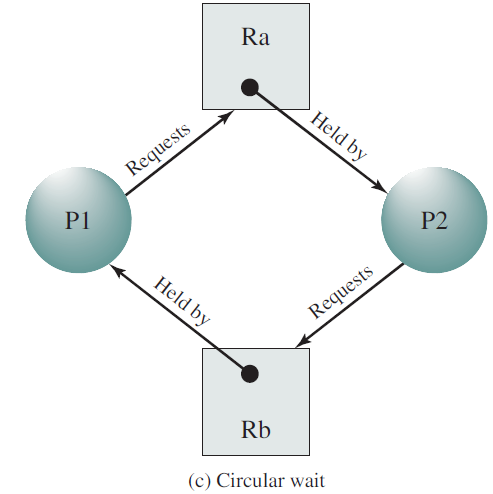 Ra
Requests
Held by
P1
P2
Held by
Requests
Rb
(c) Circular wait